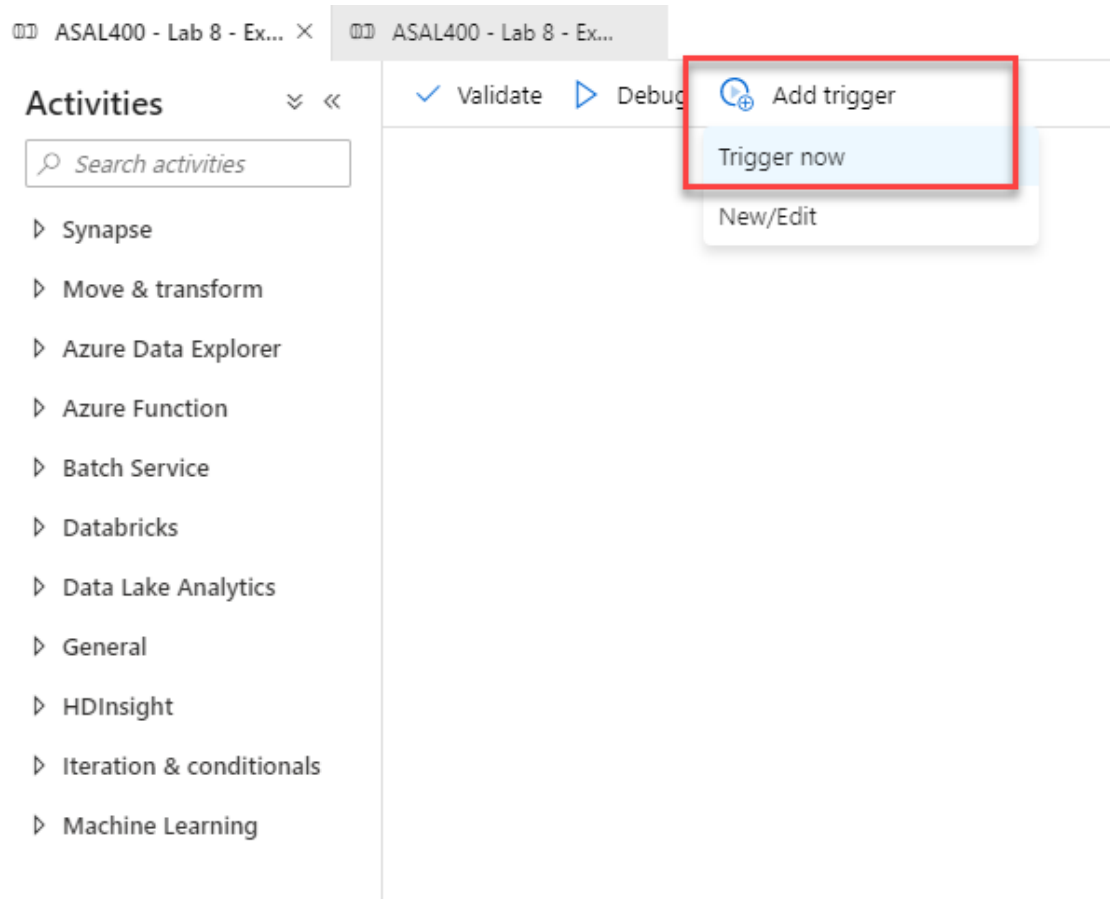 ASAL400 - Lab 8 - Ex... ASAL400 - Lab 8 - Ex...
Activities
Validate Debug Add trigger
Search activities
Trigger now
New/Edit
Synapse
Move & transform
Azure Data Explorer
Azure Function
Batch Service
Databricks
Data Lake Analytics
General
HDInsight
Iteration & conditionals
Machine Learning